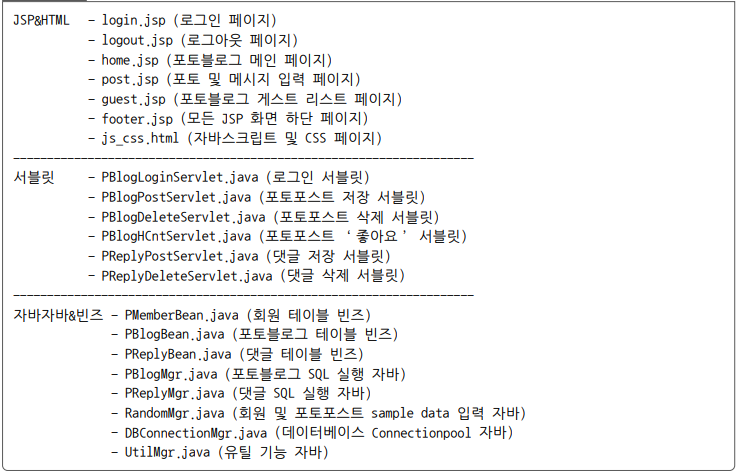 JSP&HTML - login.jsp (로그인 페이지)
- logout.jsp (로그아웃 페이지)
- home.jsp (포토블로그 메인 페이지)
- post.jsp (포토 및 메시지 입력 페이지)
- guest.jsp (포토블로그 게스트 리스트 페이지)
- footer.jsp (모든 JSP 화면 하단 페이지)
- js_css.html (자바스크립트 및 CSS 페이지)
--------------------------------------------------------------------
서블릿 - PBlogLoginServlet.java (로그인 서블릿)
- PBlogPostServlet.java (포토포스트 저장 서블릿)
- PBlogDeleteServlet.java (포토포스트 삭제 서블릿)
- PBlogHCntServlet.java (포토포스트 ‘좋아요’ 서블릿)
- PReplyPostServlet.java (댓글 저장 서블릿)
- PReplyDeleteServlet.java (댓글 삭제 서블릿)
--------------------------------------------------------------------
자바자바&빈즈 - PMemberBean.java (회원 테이블 빈즈)
- PBlogBean.java (포토블로그 테이블 빈즈)
- PReplyBean.java (댓글 테이블 빈즈)
- PBlogMgr.java (포토블로그 SQL 실행 자바)
- PReplyMgr.java (댓글 SQL 실행 자바)
- RandomMgr.java (회원 및 포토포스트 sample data 입력 자바)
- DBConnectionMgr.java (데이터베이스 Connectionpool 자바)
- UtilMgr.java (유틸 기능 자바)